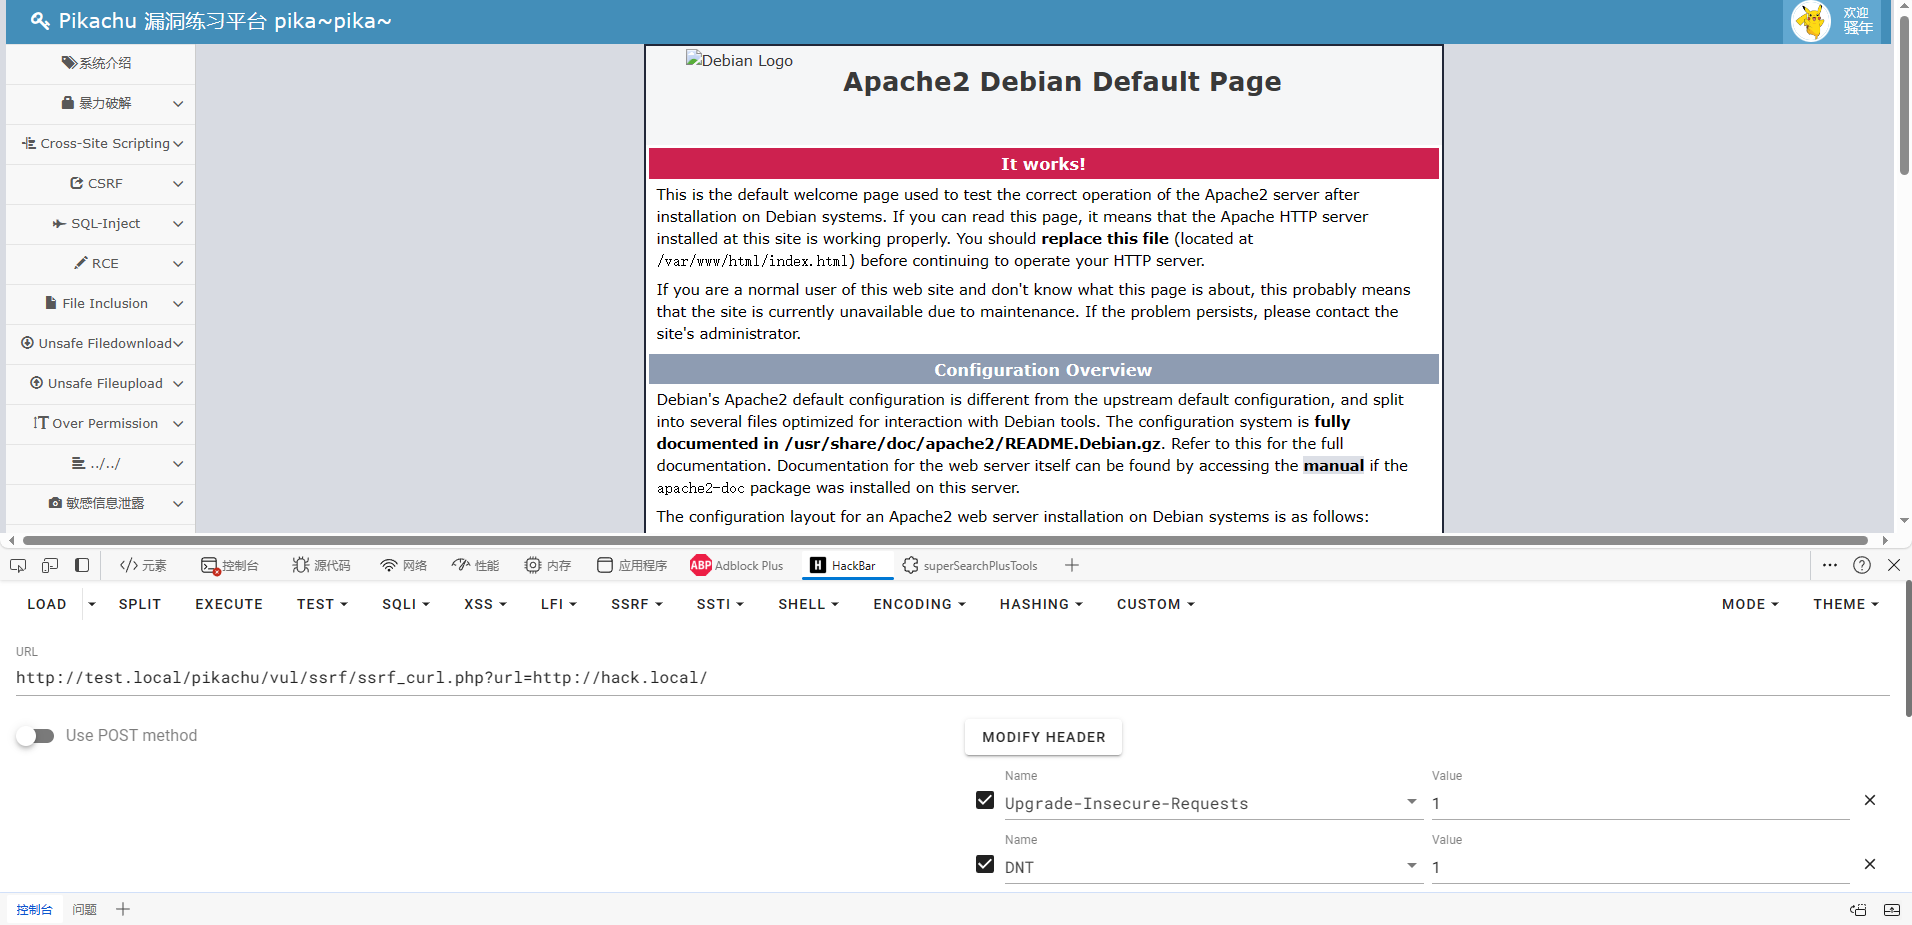 Pikachu 漏洞练习平台 pika~pika~
欢迎
骚年
系统介绍
暴力破解
Cross-Site Scripting
CSRF
SQL-Inject
RCE
File Inclusion
Unsafe Filedownload
Unsafe Fileupload
Over Permission
../../
敏感信息泄露
Debian Logo
Apache2 Debian Default Page
It works!
This is the default welcome page used to test the correct operation of the Apache2 server after
installation on Debian systems. If you can read this page, it means that the Apache HTTP server
installed at this site is working properly. You should replace this file (located at
/var/www/html/index.html) before continuing to operate your HTTP server.
If you are a normal user of this web site and don't know what this page is about, this probably means
that the site is currently unavailable due to maintenance. If the problem persists, please contact the
site's administrator.
Configuration Overview
Debian's Apache2 default configuration is different from the upstream default configuration, and split
into several files optimized for interaction with Debian tools. The configuration system is fully
documented in /usr/share/doc/apache2/README.Debian.gz. Refer to this for the full
documentation. Documentation for the web server itself can be found by accessing the manual if the
apache2-doc package was installed on this server.
The configuration layout for an Apache2 web server installation on Debian systems is as follows:
元素 控制台 源代码 网络 性能 内存 应用程序 ABP Adblock Plus H HackBar superSearchPlusTools
LOAD SPLIT EXECUTE TEST SQLI XSS LFI SSRF SSTI SHELL ENCODING HASHING CUSTOM MODE THEME
URL
http://test.local/pikachu/vul/ssrf/ssrf_curl.php?url=http://hack.local/
Use POST method
MODIFY HEADER
Name Value
Upgrade-Insecure-Requests 1
Name Value
DNT 1
控制台 问题